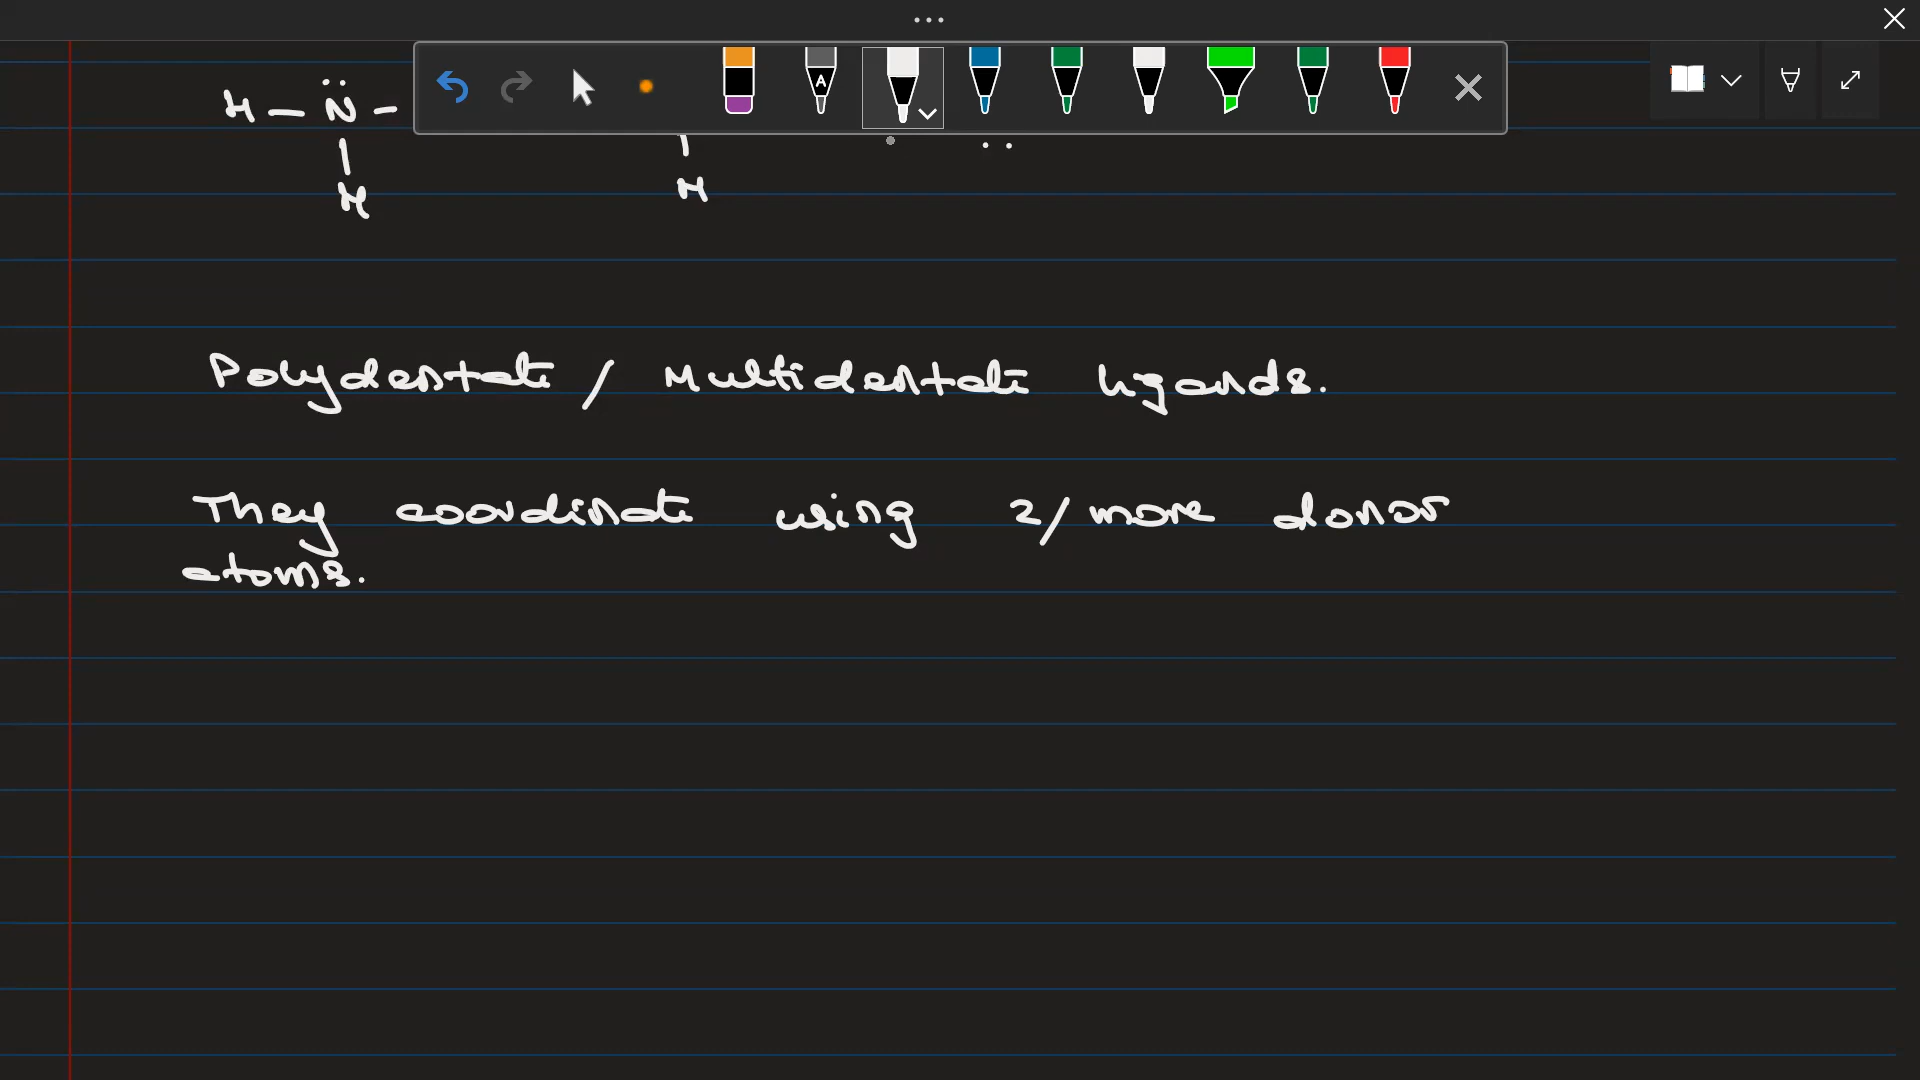 H — N̈ —
H
H
Polydentate / Multidentate ligands.
They coordinate using 2/more donor
atoms.